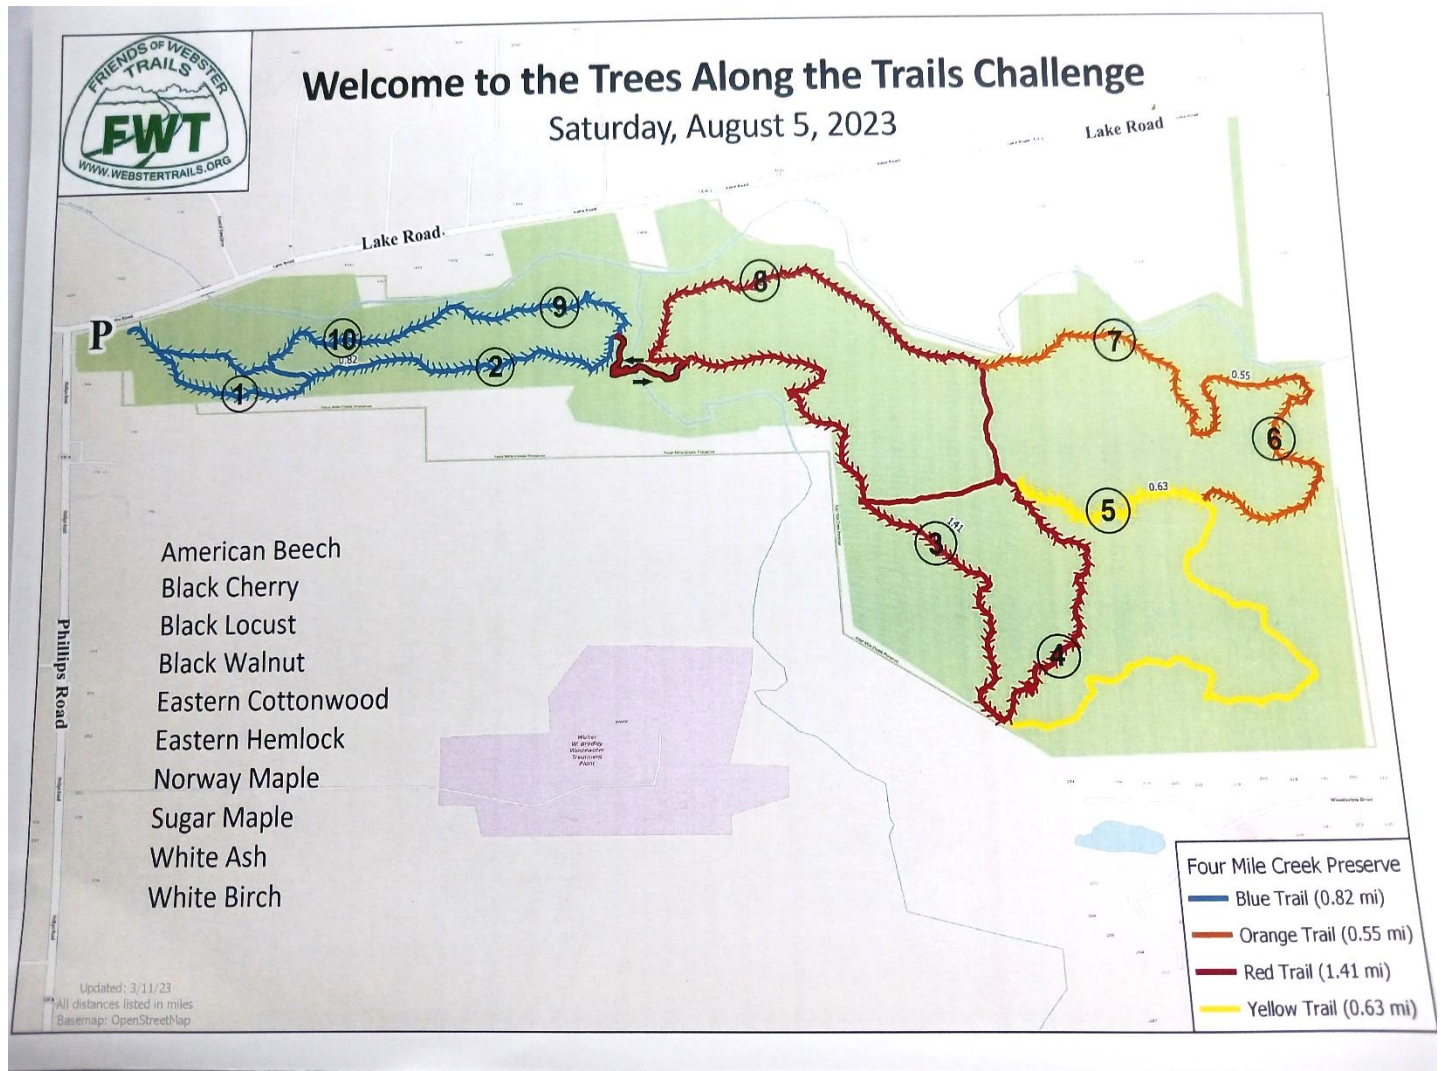 FRIENDS OF WEBSTER
TRAILS
FWT
WWW.WEBSTERTRAILS.ORG
Welcome to the Trees Along the Trails Challenge
Saturday, August 5, 2023
Lake Road
Lake Road
P
10
9
8
7
0.82
2
1
0.55
6
0.63
5
1.41
3
4
American Beech
Black Cherry
Black Locust
Black Walnut
Eastern Cottonwood
Eastern Hemlock
Norway Maple
Sugar Maple
White Ash
White Birch
Phillips Road
Walter
W. Bradley
Wastewater
Treatment
Plant
Four Mile Creek Preserve
Blue Trail (0.82 mi)
Orange Trail (0.55 mi)
Red Trail (1.41 mi)
Yellow Trail (0.63 mi)
Updated: 3/11/23
All distances listed in miles
Basemap: OpenStreetMap